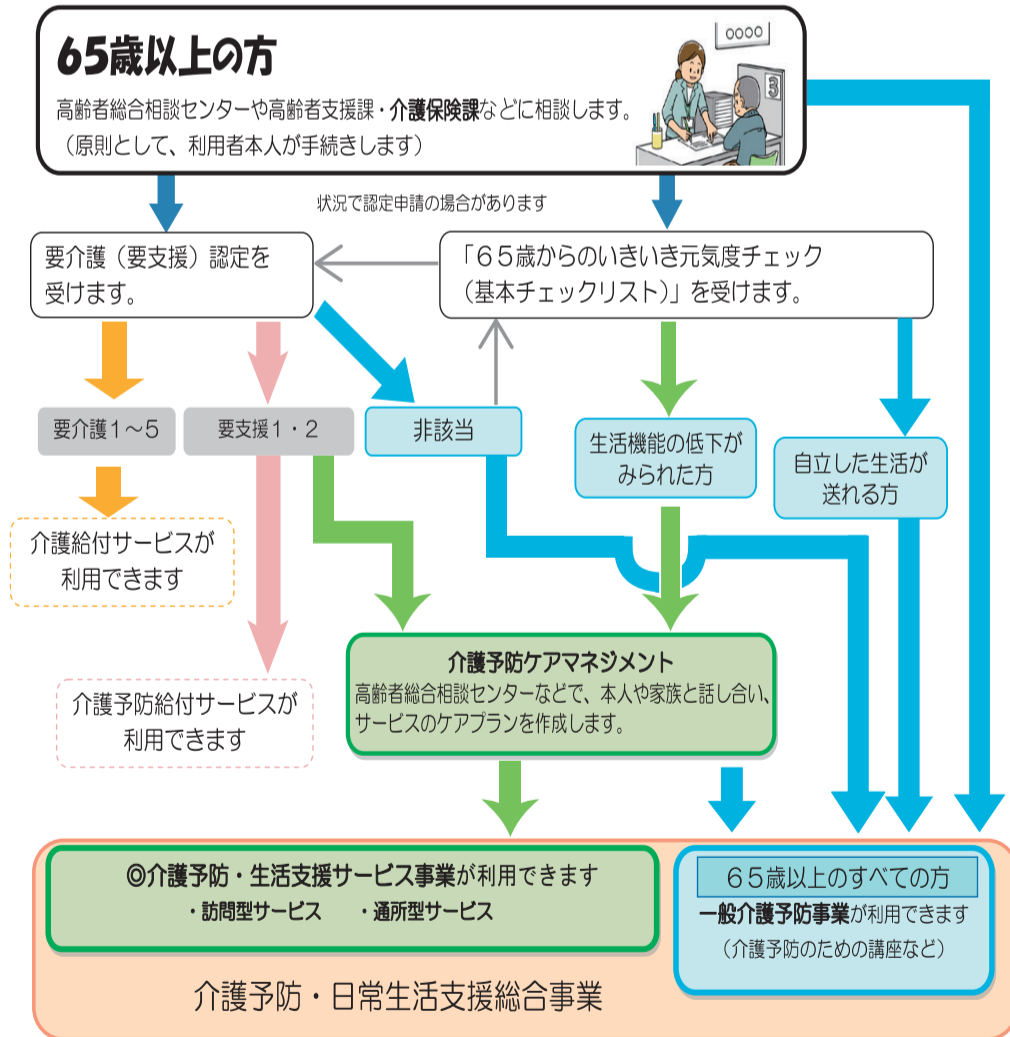 65歳以上の方
高齢者総合相談センターや高齢者支援課・介護保険課などに相談します。
（原則として、利用者本人が手続きします）
○○○○
3
状況で認定申請の場合があります
要介護（要支援）認定を
受けます。
「６５歳からのいきいき元気度チェック
（基本チェックリスト）」を受けます。
要介護１～５
要支援１・２
非該当
生活機能の低下が
みられた方
自立した生活が
送れる方
介護給付サービスが
利用できます
介護予防給付サービスが
利用できます
介護予防ケアマネジメント
高齢者総合相談センターなどで、本人や家族と話し合い、
サービスのケアプランを作成します。
◎介護予防・生活支援サービス事業が利用できます
・訪問型サービス　・通所型サービス
６５歳以上のすべての方
一般介護予防事業が利用できます
（介護予防のための講座など）
介護予防・日常生活支援総合事業